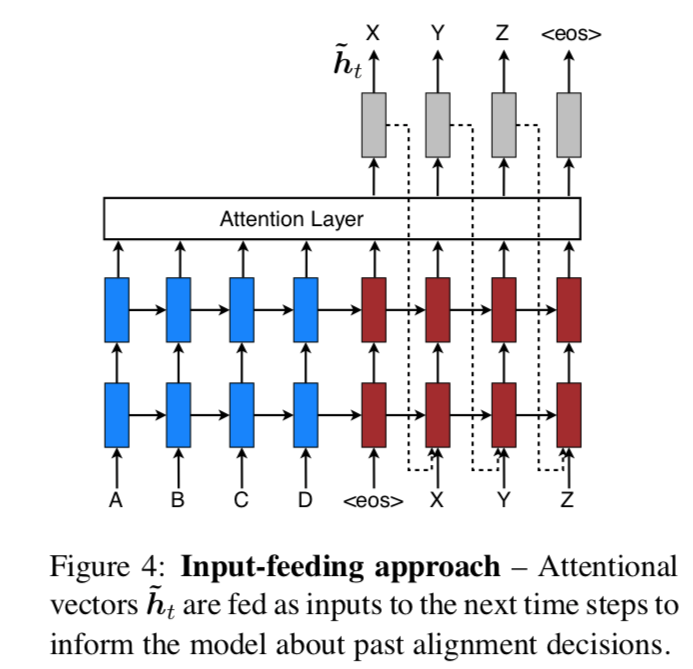 X Y Z <eos>
h̃t
Attention Layer
A B C D <eos> X Y Z
Figure 4: Input-feeding approach – Attentional
vectors h̃t are fed as inputs to the next time steps to
inform the model about past alignment decisions.